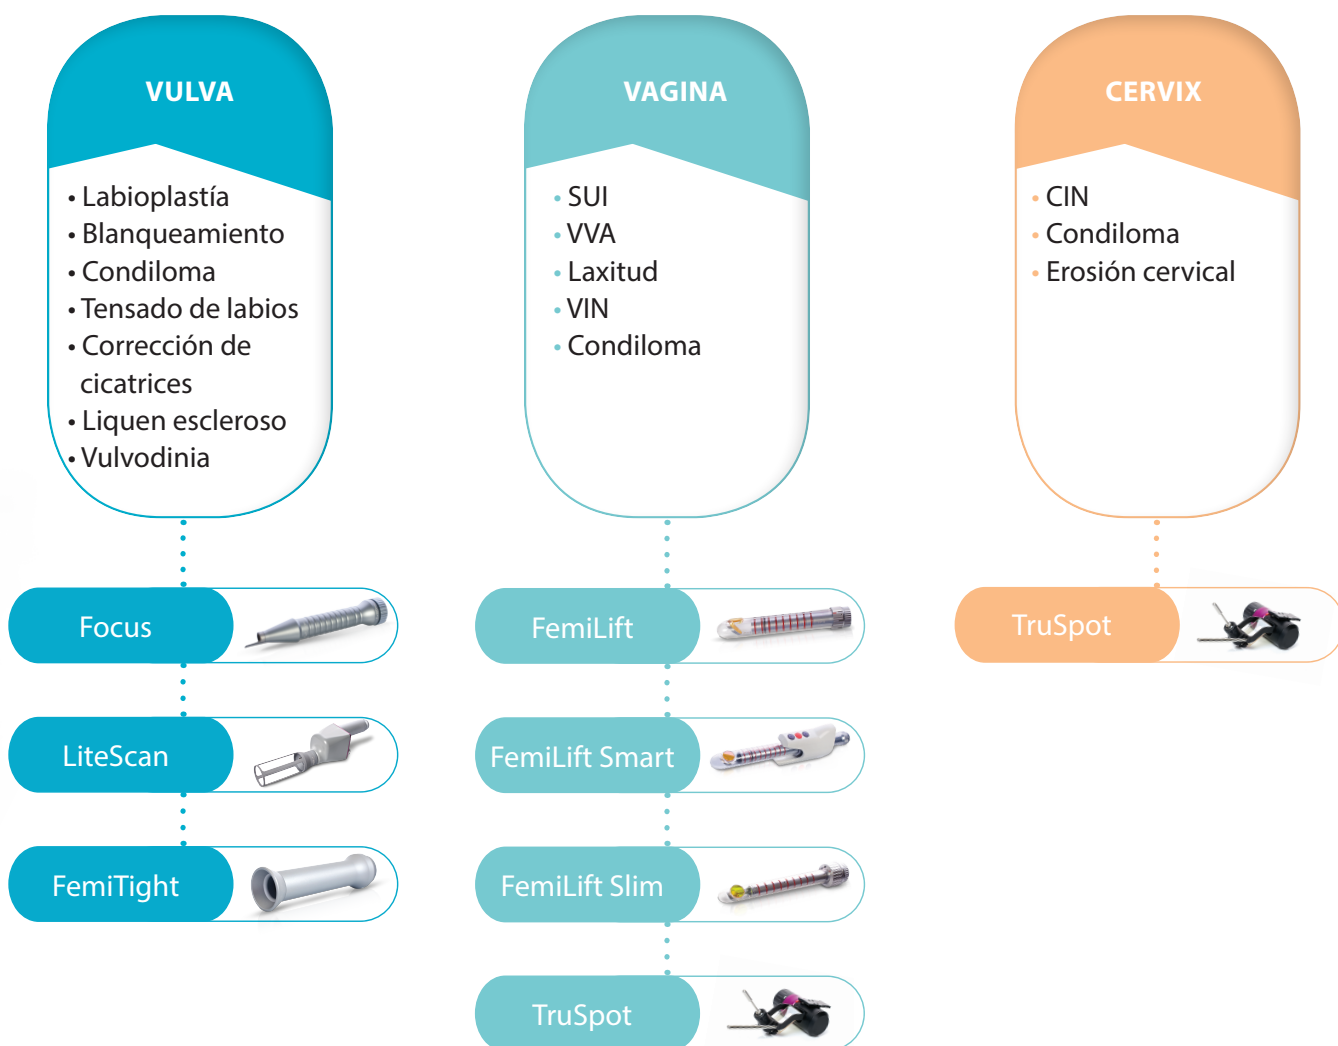 VULVA
• Labioplastía
• Blanqueamiento
• Condiloma
• Tensado de labios
• Corrección de
cicatrices
• Liquen escleroso
• Vulvodinia
Focus
LiteScan
FemiTight
VAGINA
• SUI
• VVA
• Laxitud
• VIN
• Condiloma
FemiLift
FemiLift Smart
FemiLift Slim
TruSpot
CERVIX
• CIN
• Condiloma
• Erosión cervical
TruSpot